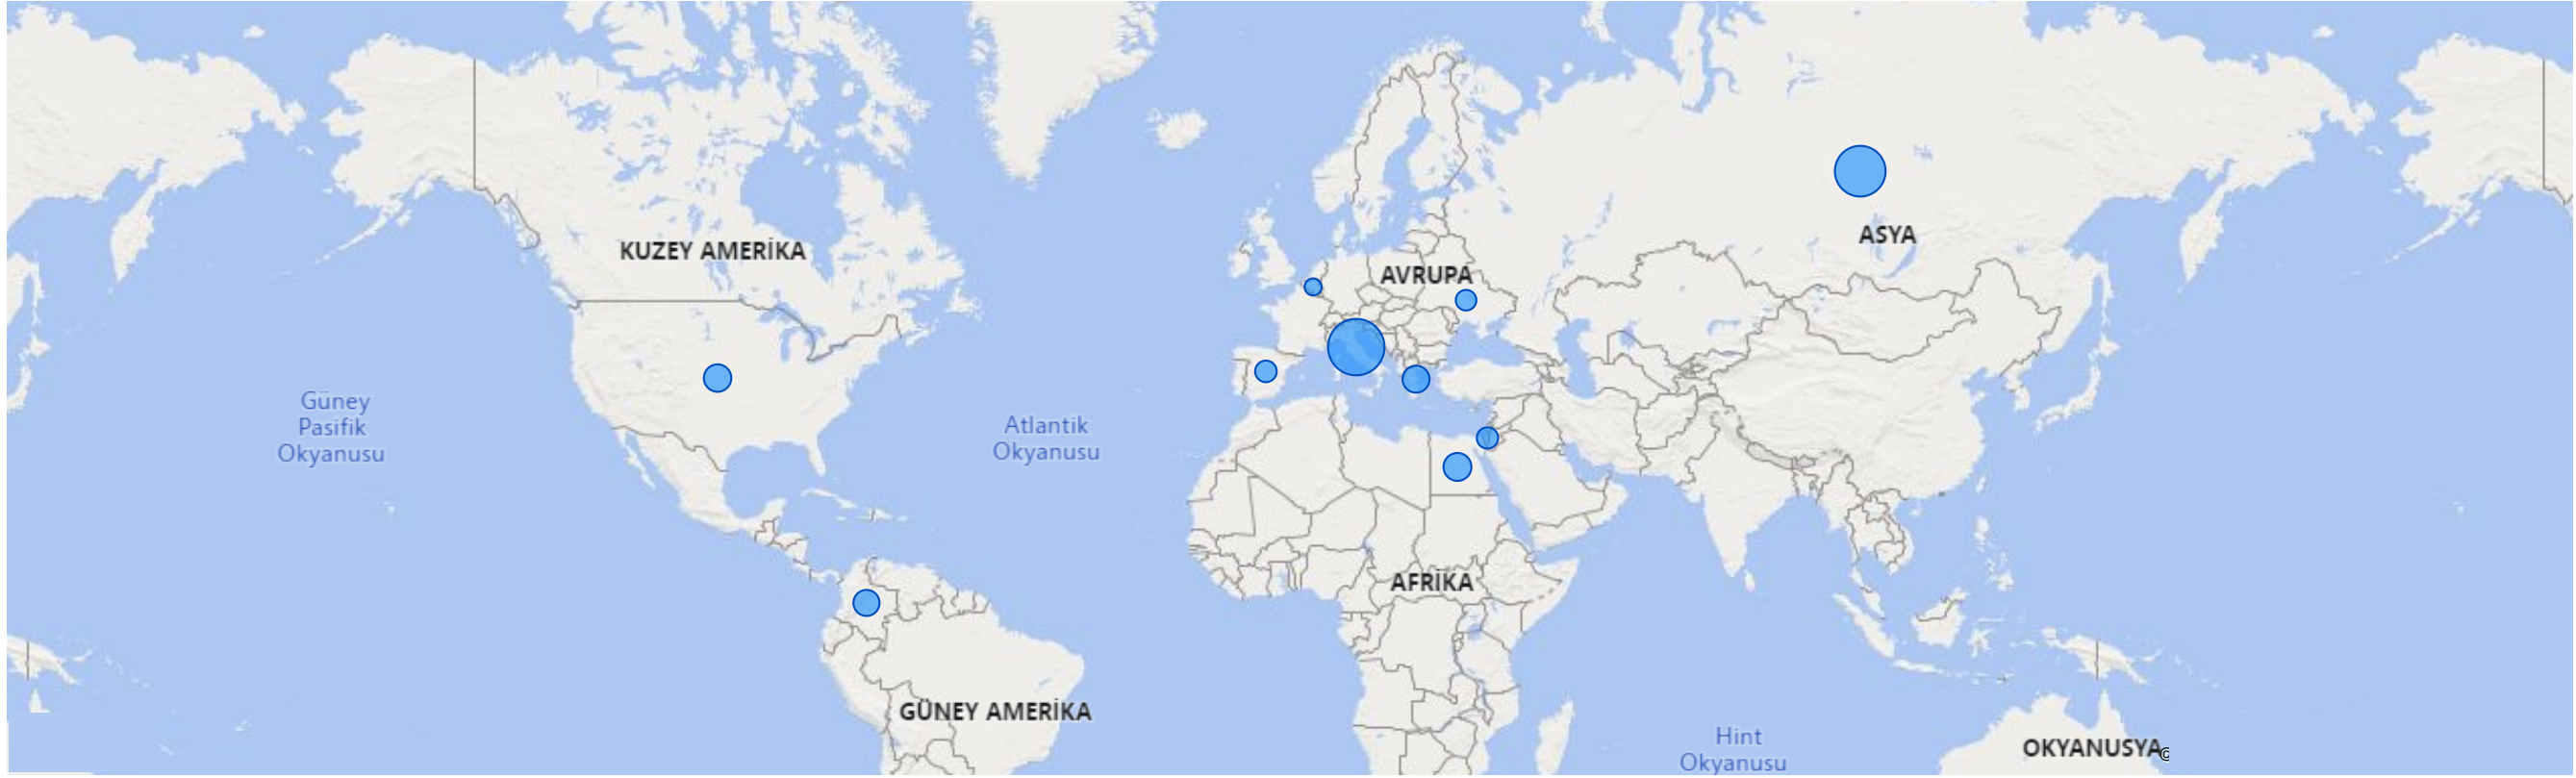 KUZEY AMERİKA
ASYA
AVRUPA
Güney
Pasifik
Okyanusu
Atlantik
Okyanusu
AFRİKA
GÜNEY AMERİKA
Hint
Okyanusu
OKYANUSYA
©